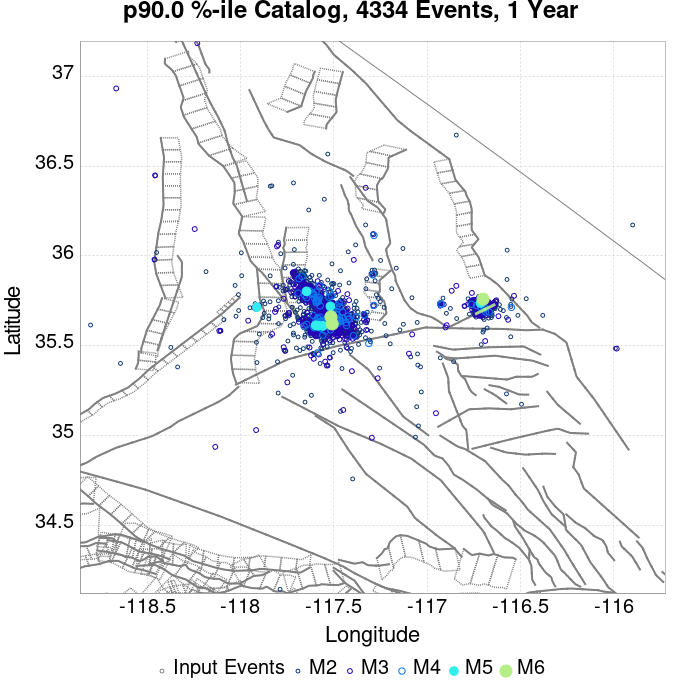 p90.0 %-ile Catalog, 4334 Events, 1 Year
37
36.5
36
35.5
35
34.5
Latitude
-118.5 -118 -117.5 -117 -116.5 -116
Longitude
Input Events M2 M3 M4 M5 M6